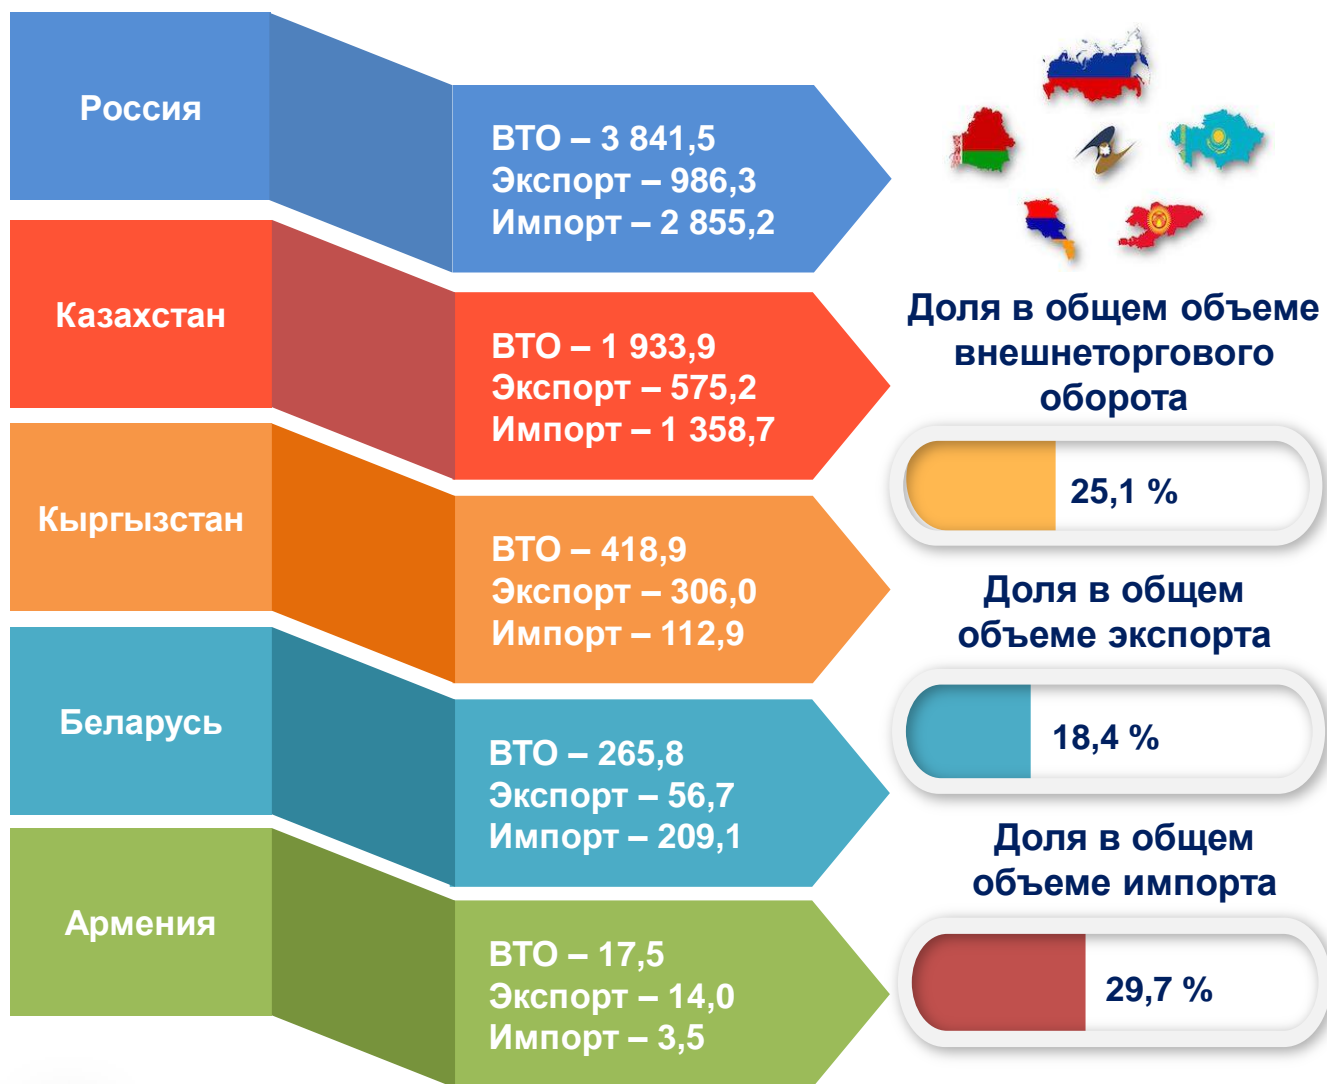 Россия
ВТО – 3 841,5
Экспорт – 986,3
Импорт – 2 855,2
Казахстан
ВТО – 1 933,9
Экспорт – 575,2
Импорт – 1 358,7
Кыргызстан
ВТО – 418,9
Экспорт – 306,0
Импорт – 112,9
Беларусь
ВТО – 265,8
Экспорт – 56,7
Импорт – 209,1
Армения
ВТО – 17,5
Экспорт – 14,0
Импорт – 3,5
Доля в общем объеме
внешнеторгового
оборота
25,1 %
Доля в общем
объеме экспорта
18,4 %
Доля в общем
объеме импорта
29,7 %